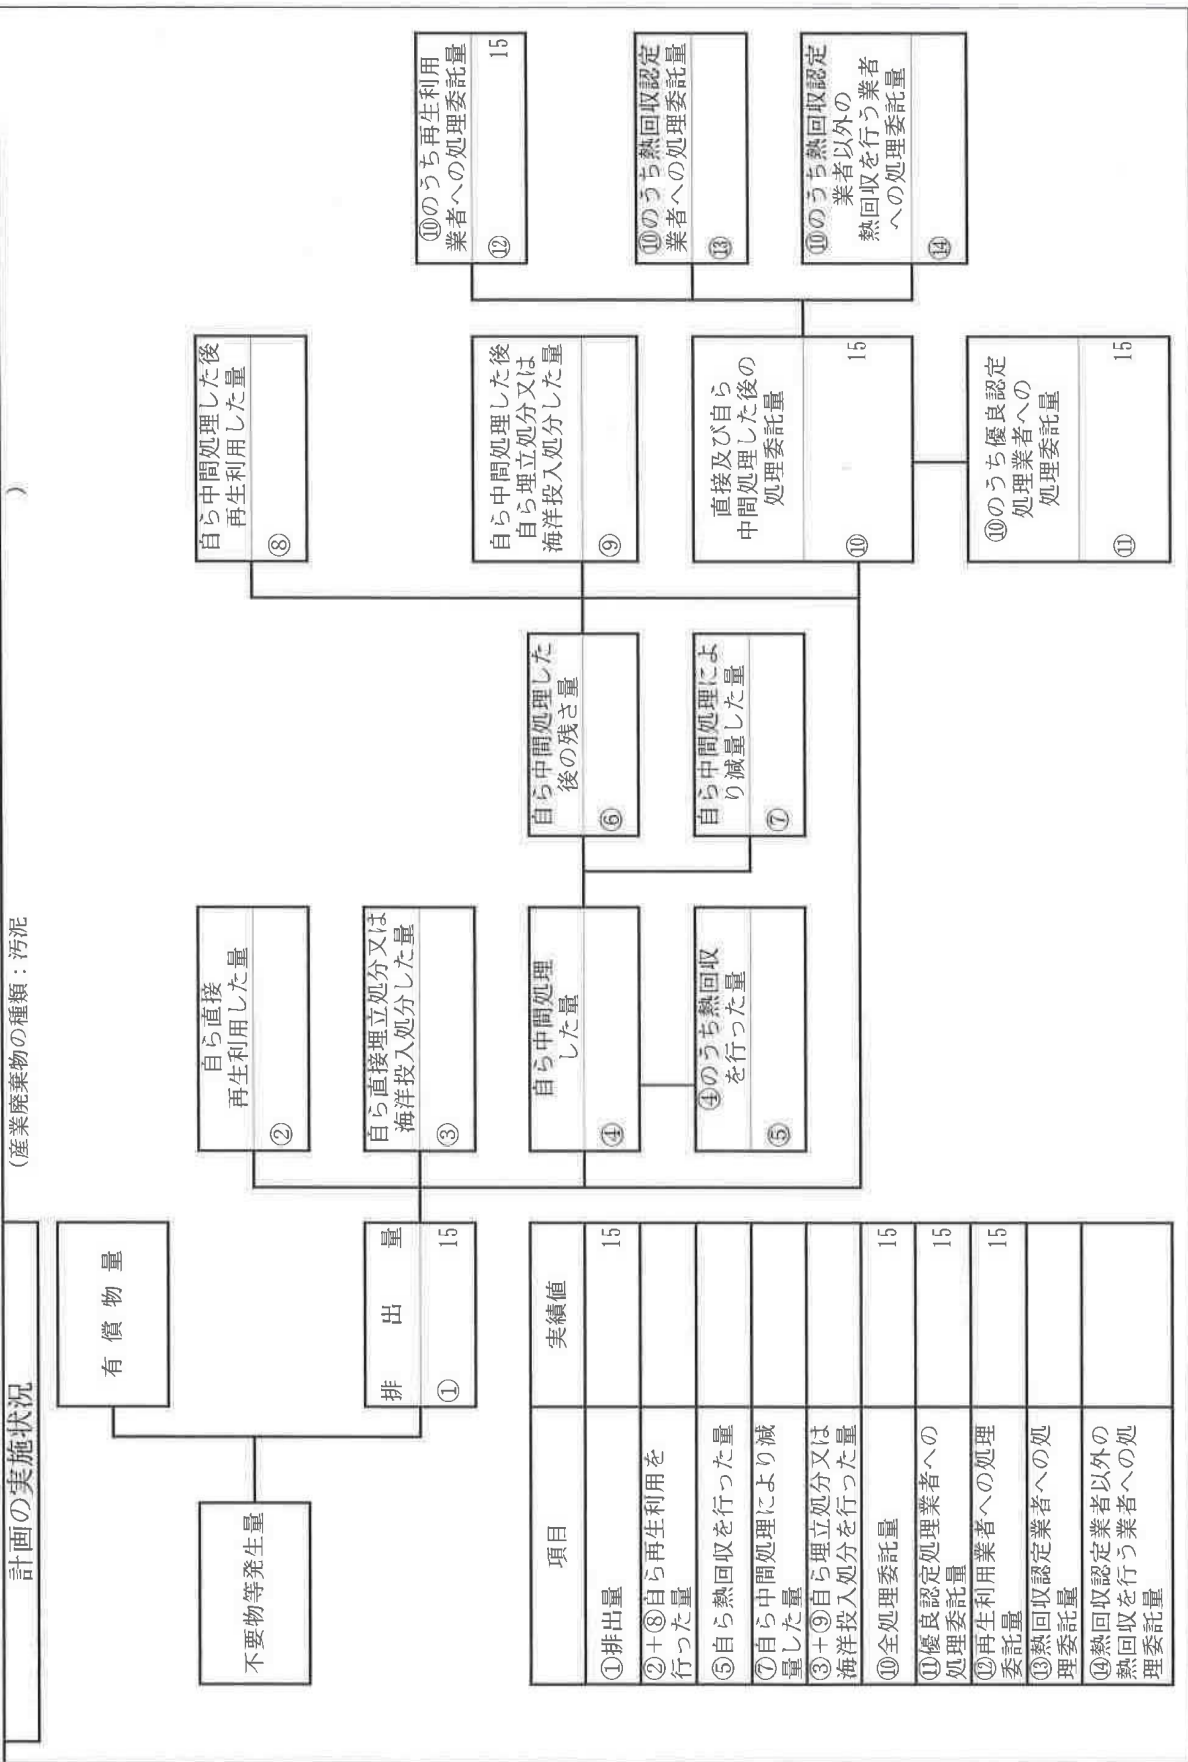 計画の実施状況
(産業廃棄物の種類：汚泥
)
不要物等発生量
有償物量
排出量
① 15
自ら直接
再生利用した量
②
自ら直接埋立処分又は
海洋投入処分した量
③
自ら中間処理
した量
④
④のうち熱回収
を行った量
⑤
自ら中間処理した
後の残さ量
⑥
自ら中間処理によ
り減量した量
⑦
自ら中間処理した後
再生利用した量
⑧
自ら中間処理した後
自ら埋立処分又は
海洋投入処分した量
⑨
直接及び自ら
中間処理した後の
処理委託量
⑩ 15
⑩のうち優良認定
処理業者への
処理委託量
⑪ 15
⑩のうち再生利用
業者への処理委託量
⑫ 15
⑩のうち熱回収認定
業者への処理委託量
⑬
⑩のうち熱回収認定
業者以外の
熱回収を行う業者
への処理委託量
⑭
項目 実績値
①排出量 15
②＋⑧自ら再生利用を
行った量
⑤自ら熱回収を行った量
⑦自ら中間処理により減
量した量
③＋⑨自ら埋立処分又は
海洋投入処分を行った量
⑩全処理委託量 15
⑪優良認定処理業者への
処理委託量 15
⑫再生利用業者への処理
委託量 15
⑬熱回収認定業者への処
理委託量
⑭熱回収認定業者以外の
熱回収を行う業者への処
理委託量